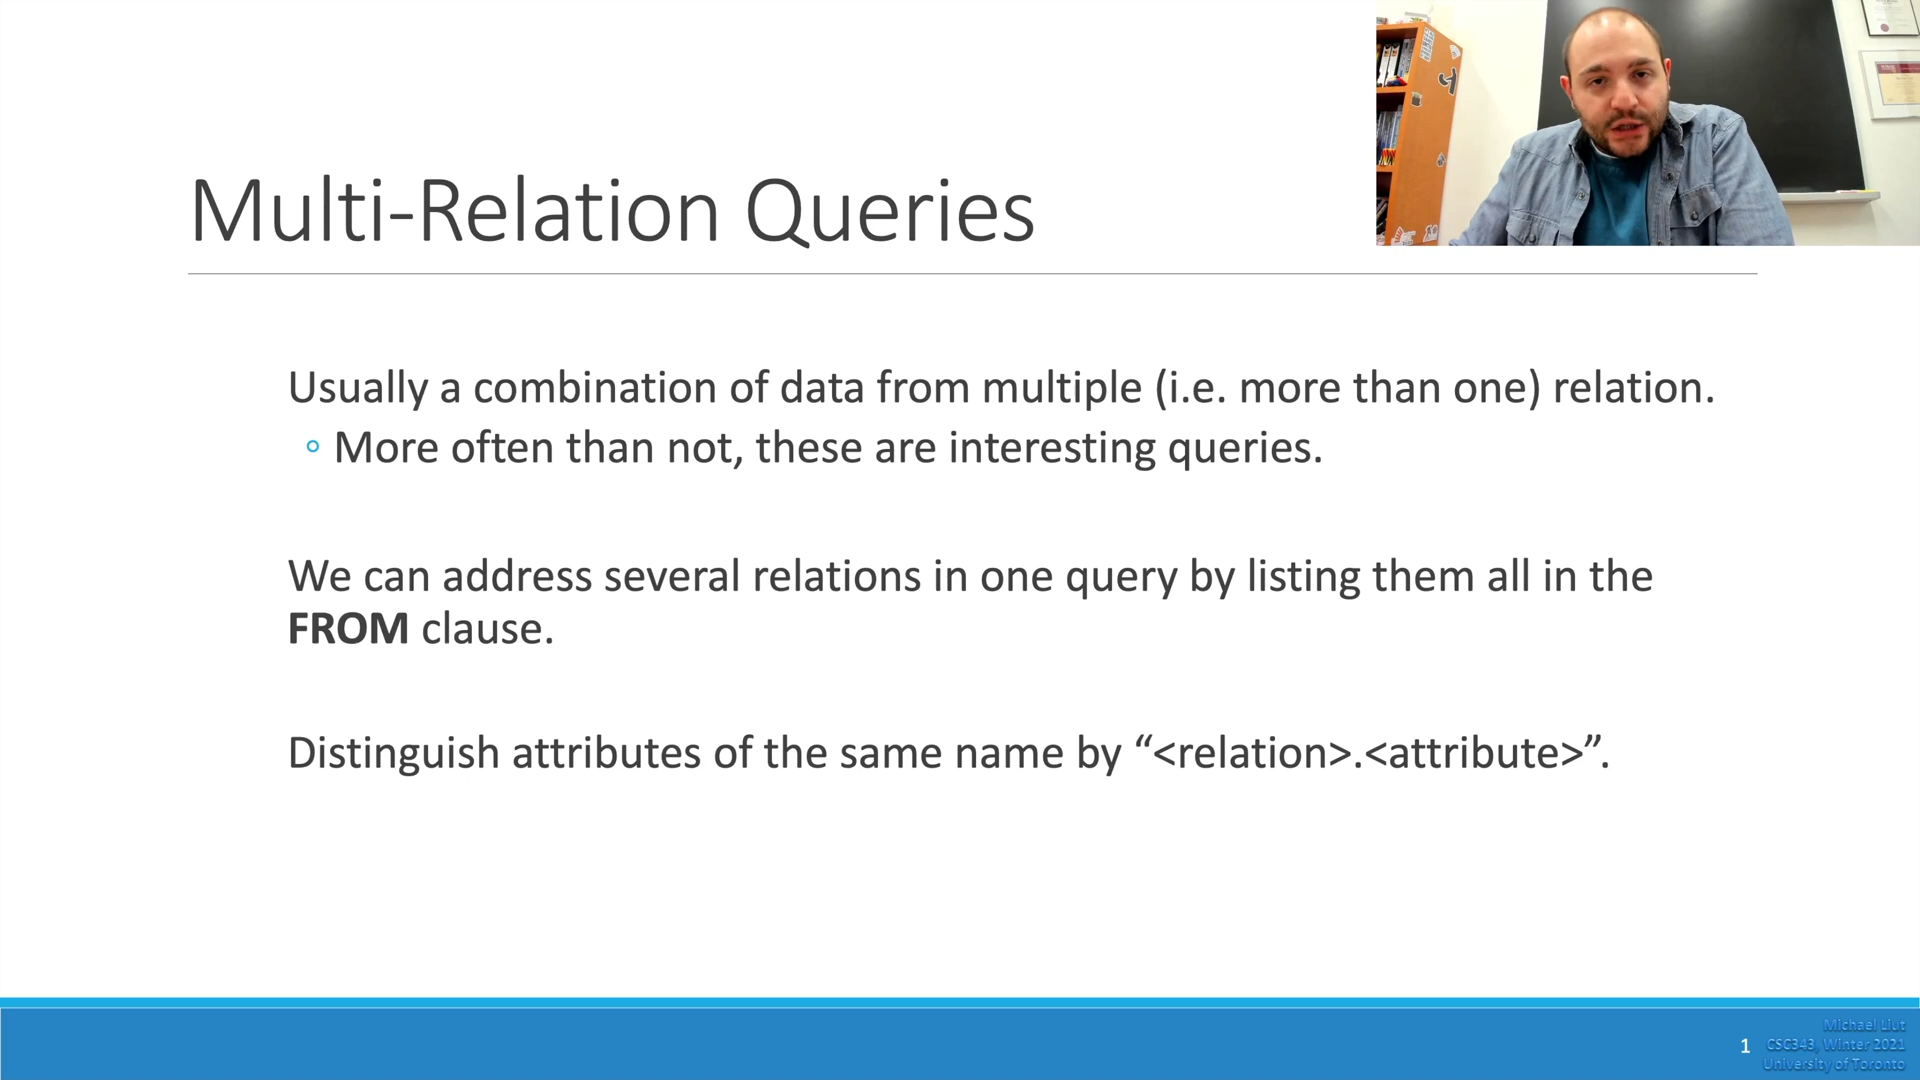 Multi-Relation Queries
Usually a combination of data from multiple (i.e. more than one) relation.
◦ More often than not, these are interesting queries.
We can address several relations in one query by listing them all in the
FROM clause.
Distinguish attributes of the same name by “<relation>.<attribute>”.
1
Michael Liut
CSC343, Winter 2021
University of Toronto